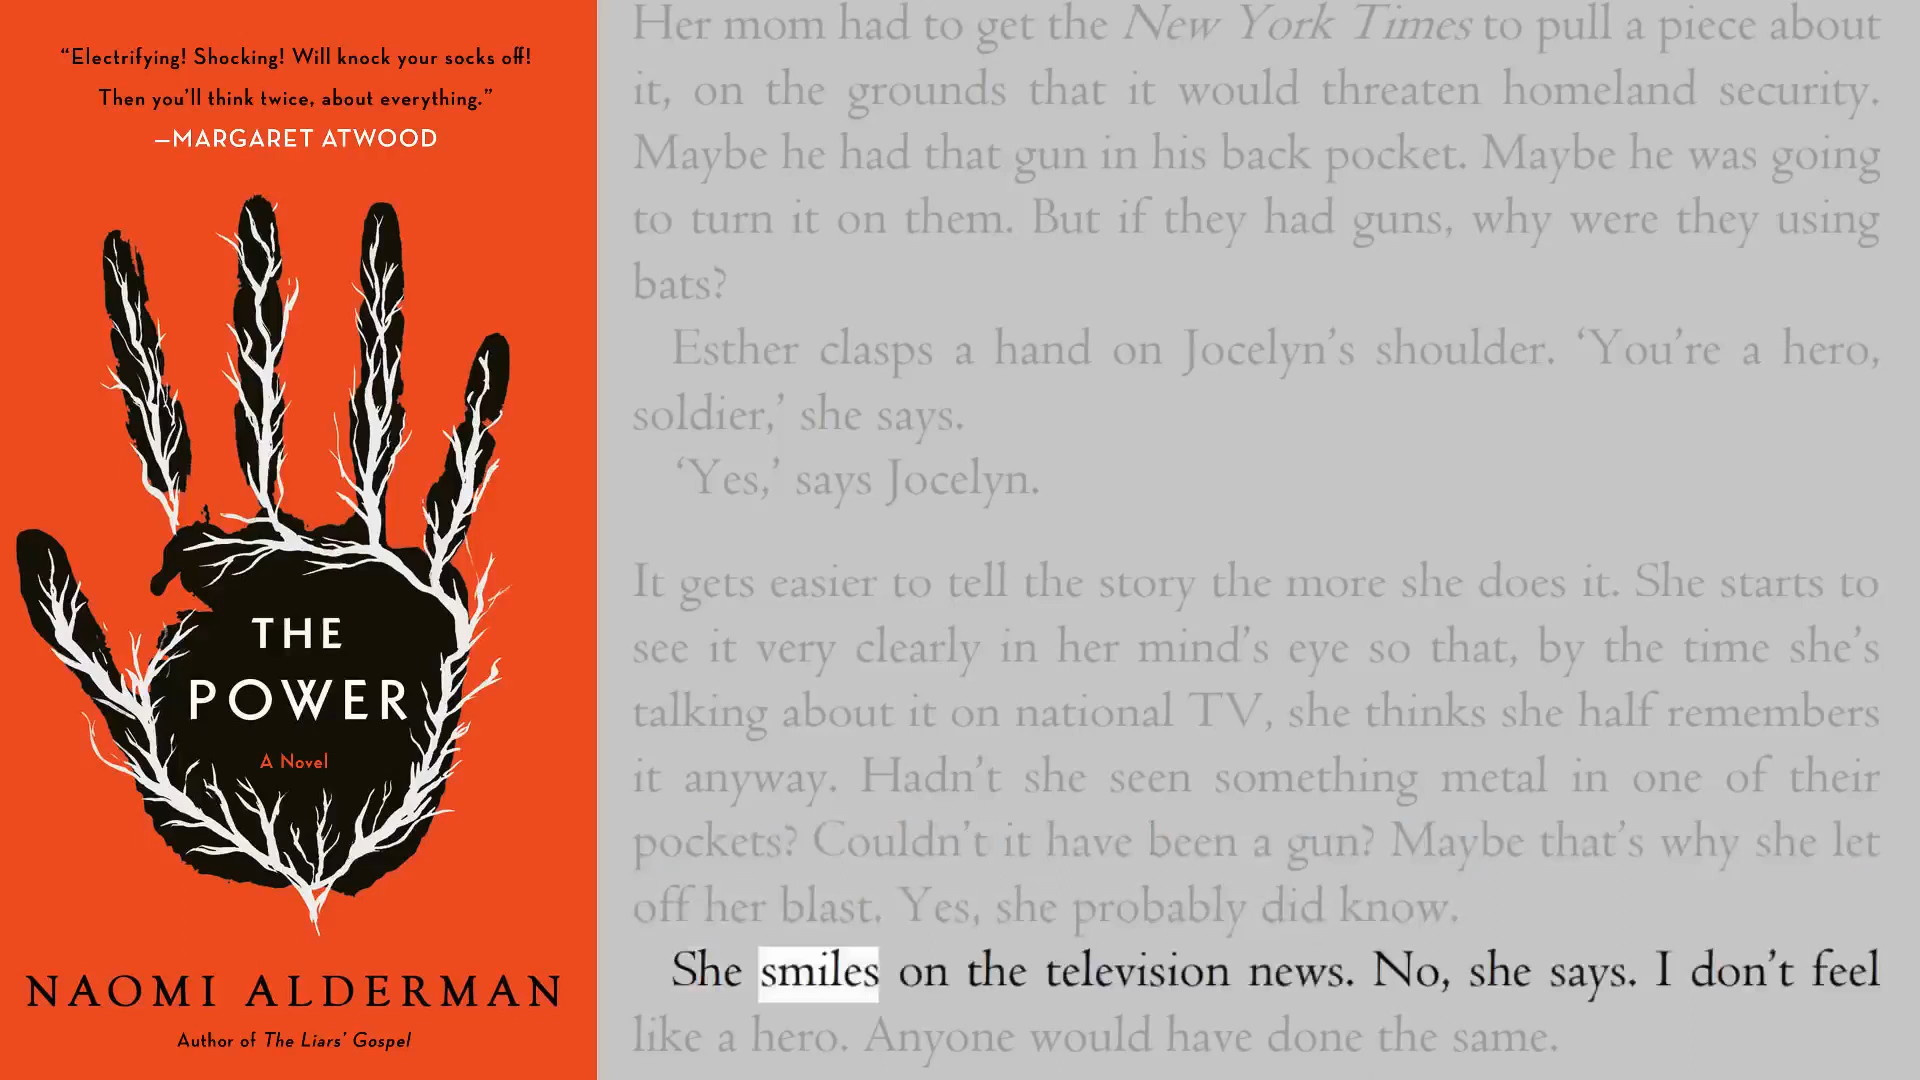 “Electrifying! Shocking! Will knock your socks off!
Then you’ll think twice, about everything.”
—MARGARET ATWOOD
THE
POWER
A Novel
NAOMI ALDERMAN
Author of The Liars’ Gospel
Her mom had to get the New York Times to pull a piece about
it, on the grounds that it would threaten homeland security.
Maybe he had that gun in his back pocket. Maybe he was going
to turn it on them. But if they had guns, why were they using
bats?
Esther clasps a hand on Jocelyn’s shoulder. ‘You’re a hero,
soldier,’ she says.
‘Yes,’ says Jocelyn.
It gets easier to tell the story the more she does it. She starts to
see it very clearly in her mind’s eye so that, by the time she’s
talking about it on national TV, she thinks she half remembers
it anyway. Hadn’t she seen something metal in one of their
pockets? Couldn’t it have been a gun? Maybe that’s why she let
off her blast. Yes, she probably did know.
She smiles on the television news. No, she says. I don’t feel
like a hero. Anyone would have done the same.